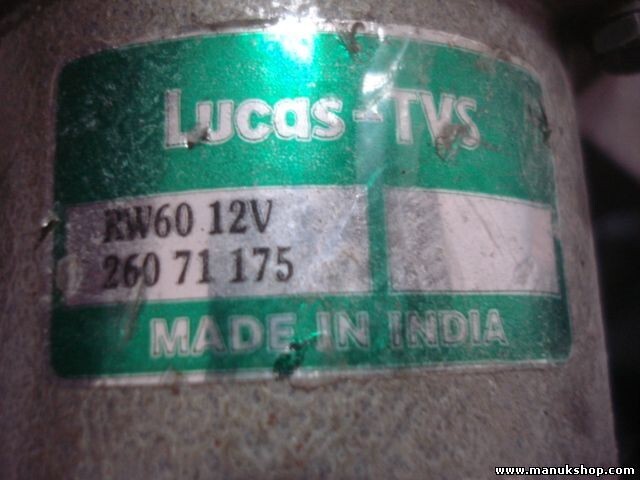 Lucas-TVS
RW60 12V
260 71 175
MADE IN INDIA
www.manukshop.com